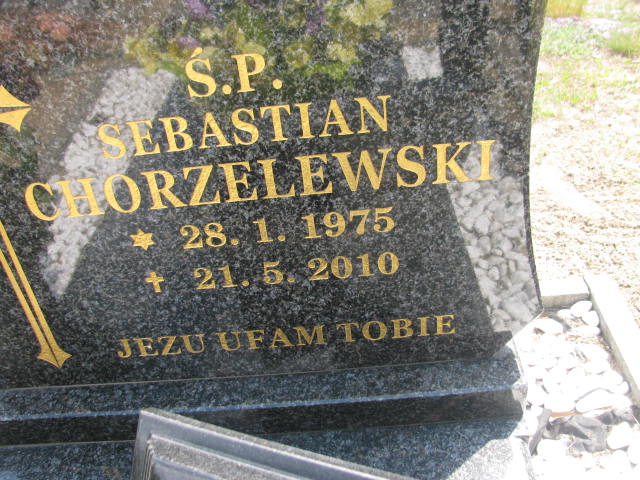 Ś.P.
SEBASTIAN
CHORZELEWSKI
28. 1. 1975
21. 5. 2010
JEZU UFAM TOBIE